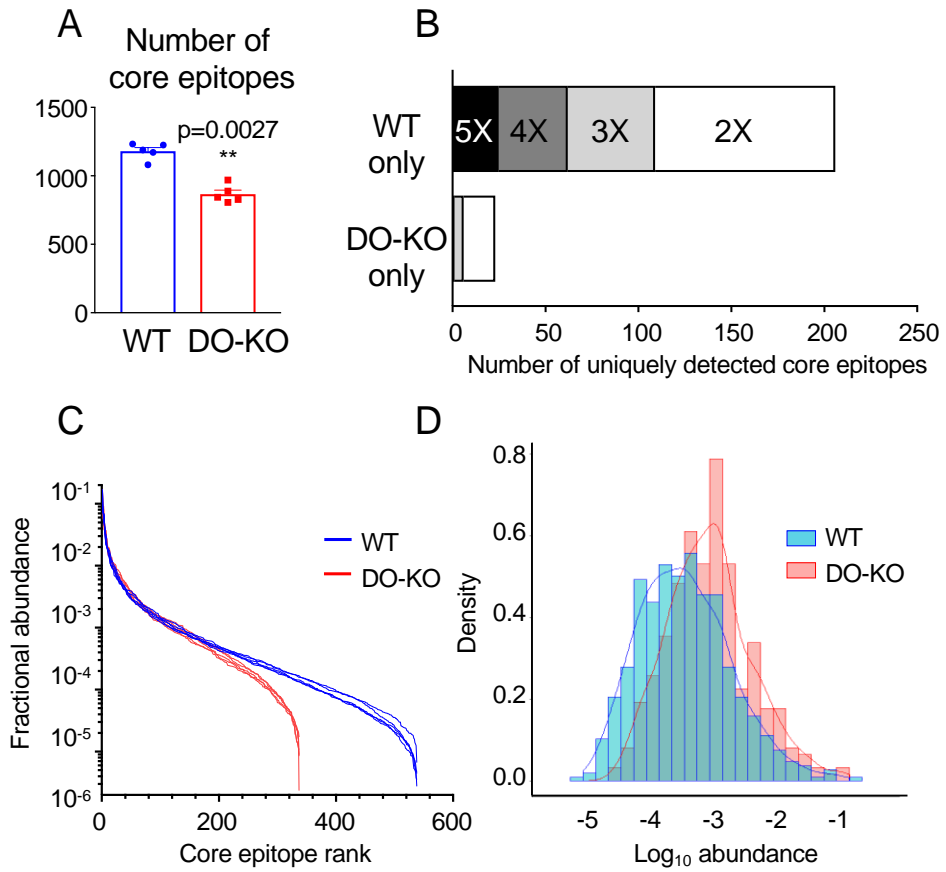 A
Number of
core epitopes
1500
1000
500
0
p=0.0027
**
WT
DO-KO
B
WT
only
DO-KO
only
5X
4X
3X
2X
0
50
100
150
200
250
Number of uniquely detected core epitopes
C
Fractional abundance
10-1
10-2
10-3
10-4
10-5
10-6
0
200
400
600
Core epitope rank
WT
DO-KO
D
Density
0.8
0.6
0.4
0.2
0.0
-5
-4
-3
-2
-1
Log10 abundance
WT
DO-KO